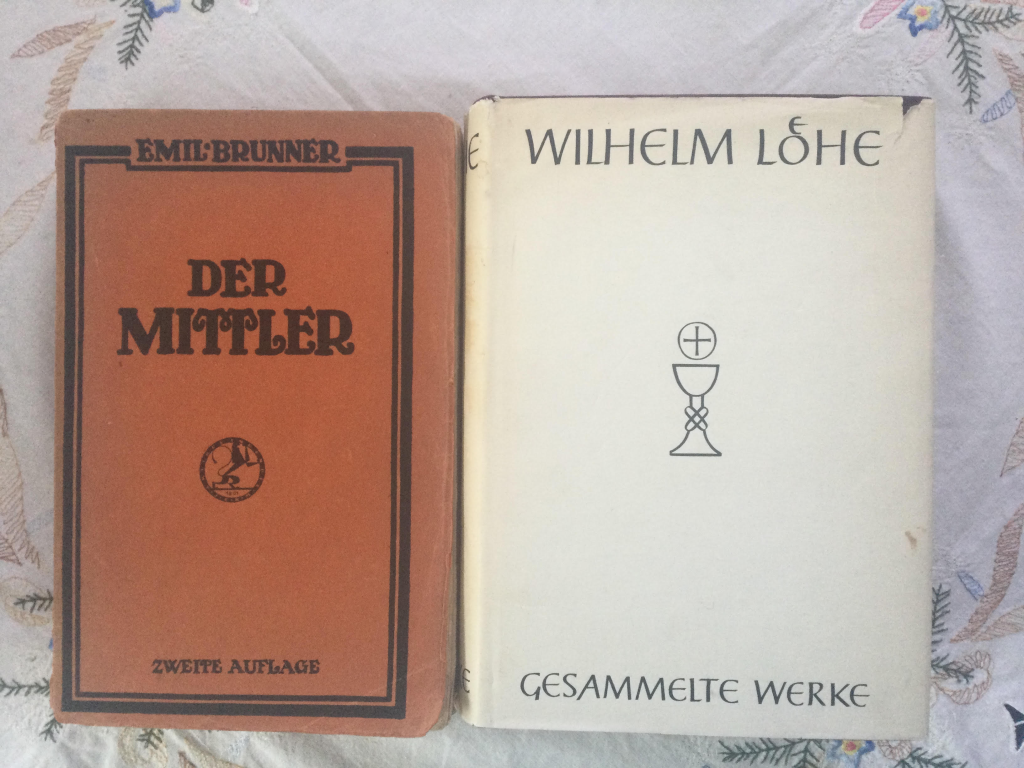 EMIL·BRUNNER
DER
MITTLER
ZWEITE AUFLAGE
E
E
WILHELM LÖHE
GESAMMELTE WERKE